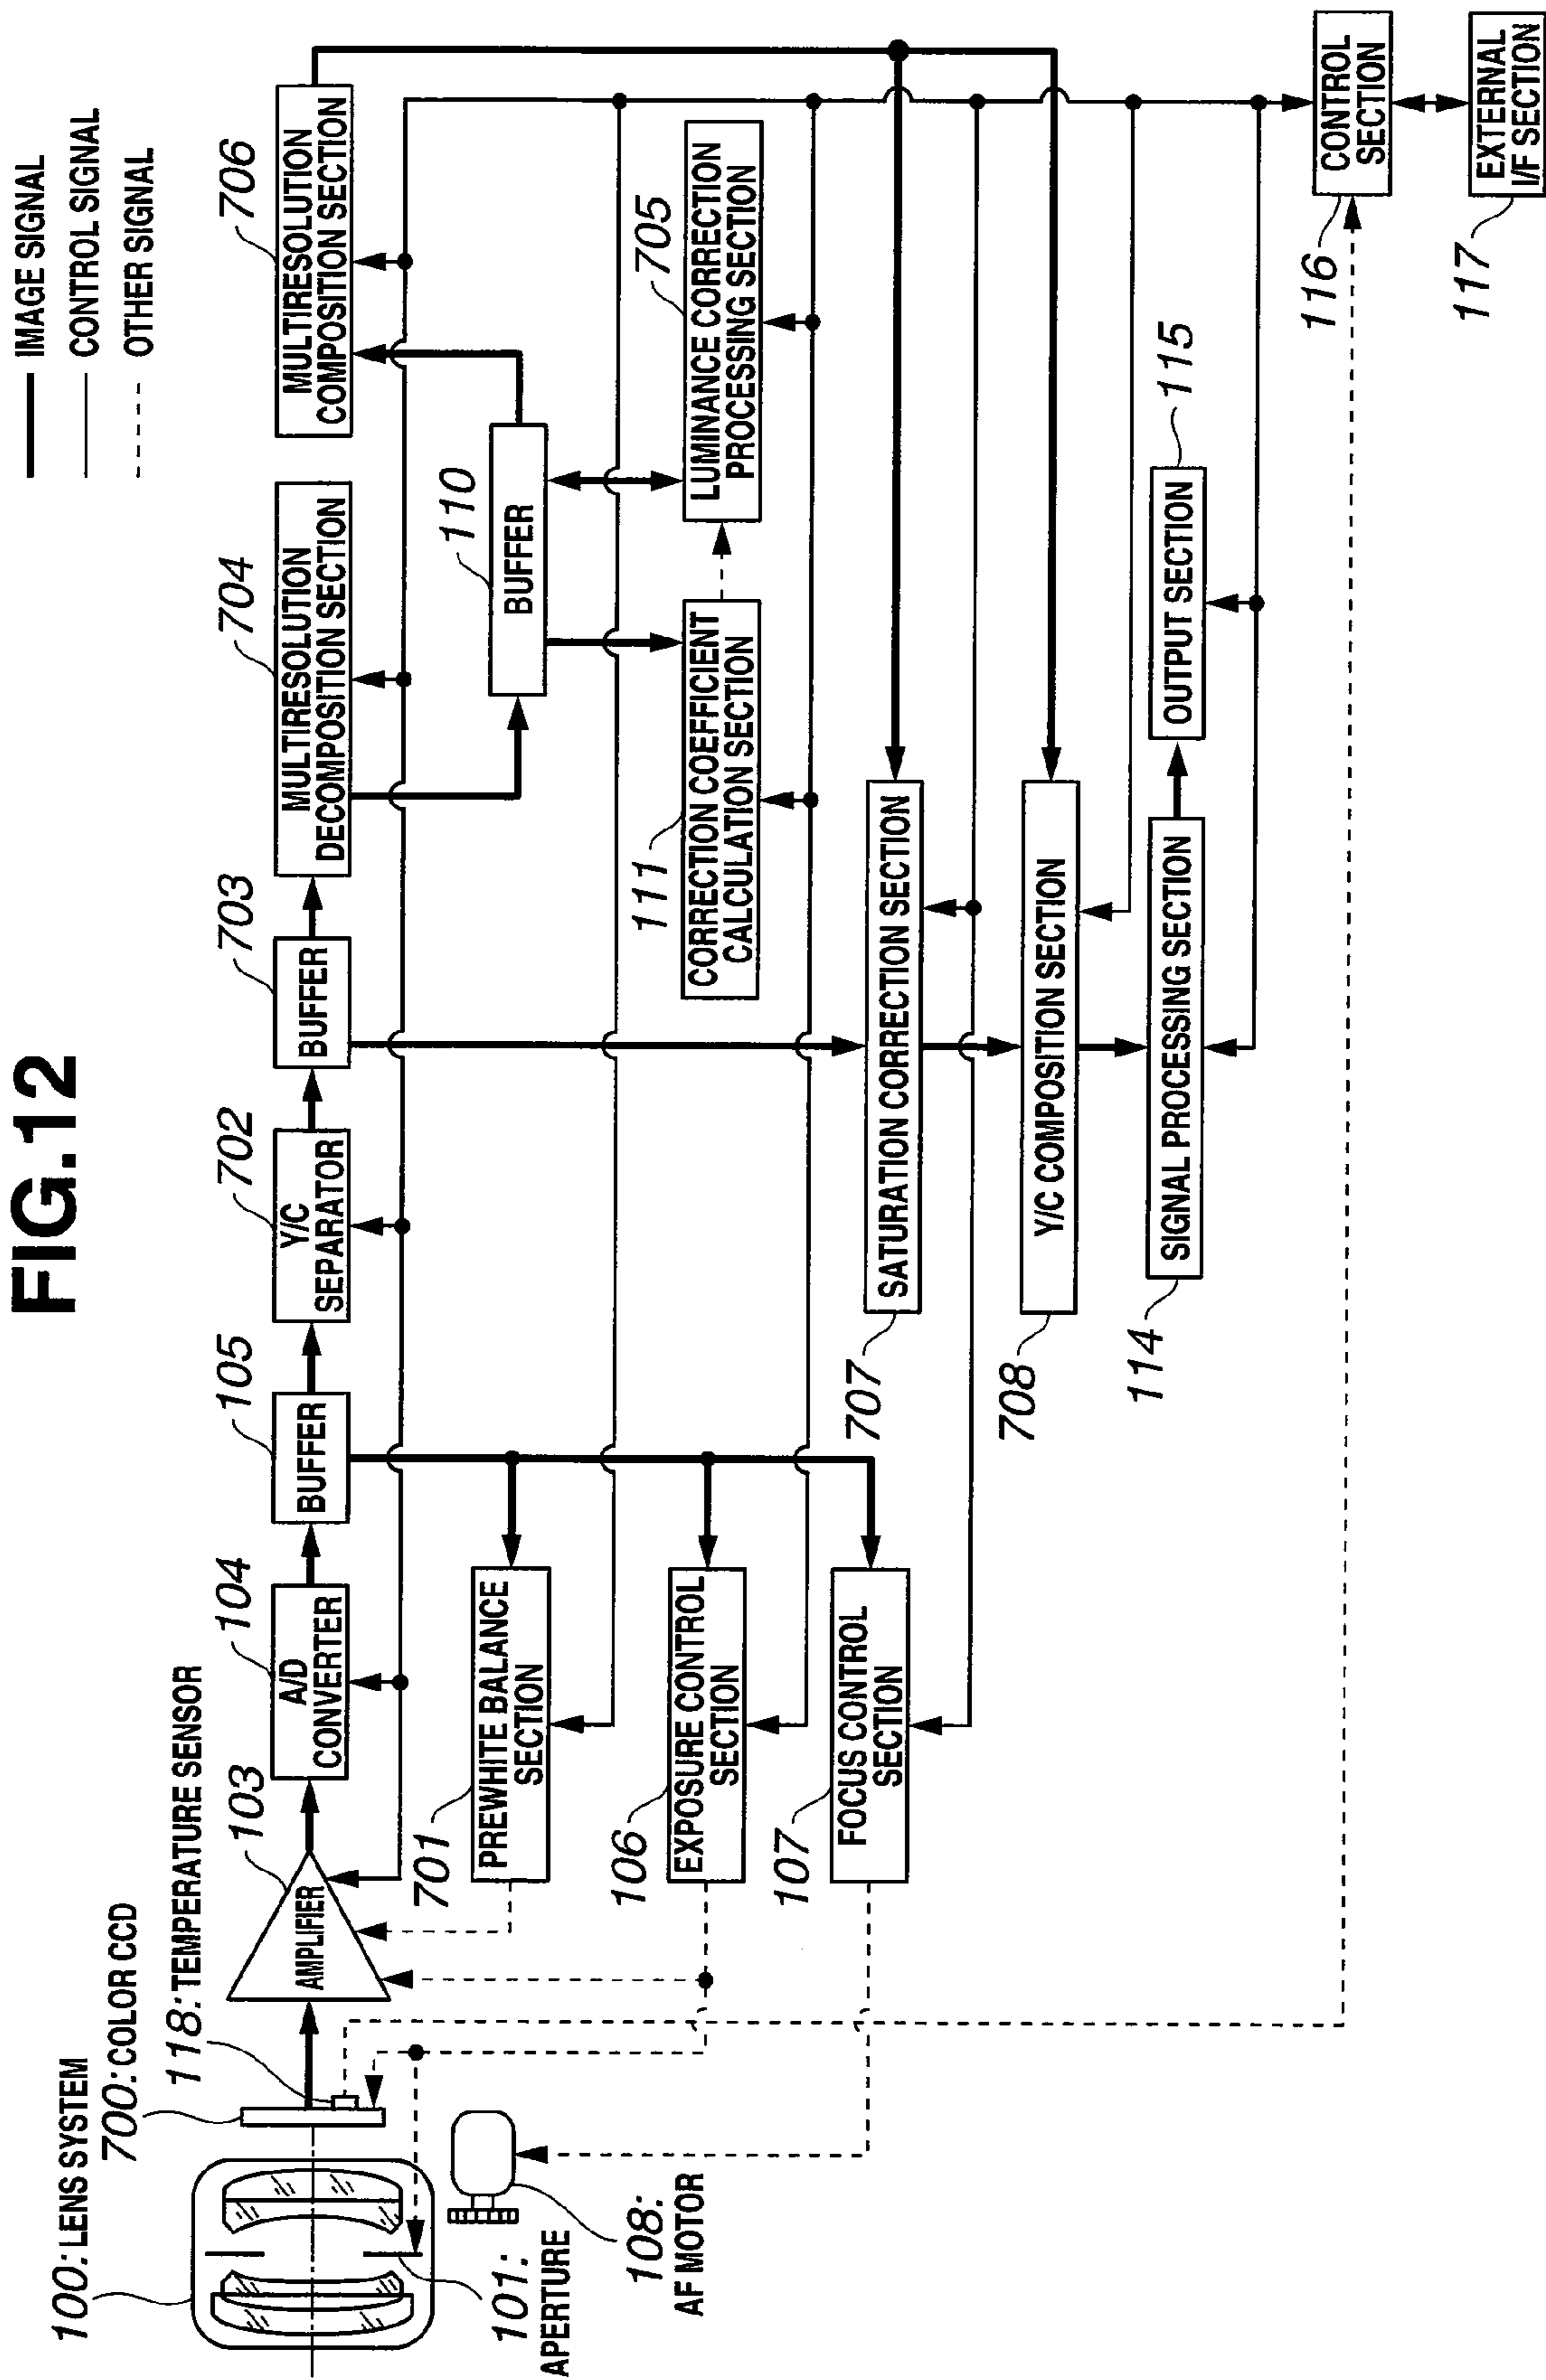 FIG.12
IMAGE SIGNAL
CONTROL SIGNAL
OTHER SIGNAL
100: LENS SYSTEM
700: COLOR CCD
118: TEMPERATURE SENSOR
103
AMPLIFIER
104
A/D
CONVERTER
105
BUFFER
702
Y/C
SEPARATOR
703
BUFFER
704
MULTIRESOLUTION
DECOMPOSITION SECTION
706
MULTIRESOLUTION
COMPOSITION SECTION
110
BUFFER
701
PREWHITE BALANCE
SECTION
111
CORRECTION COEFFICIENT
CALCULATION SECTION
705
LUMINANCE CORRECTION
PROCESSING SECTION
101:
APERTURE
108:
AF MOTOR
106
EXPOSURE CONTROL
SECTION
107
FOCUS CONTROL
SECTION
707
SATURATION CORRECTION SECTION
708
Y/C COMPOSITION SECTION
114
SIGNAL PROCESSING SECTION
115
OUTPUT SECTION
116
CONTROL
SECTION
117
EXTERNAL
I/F SECTION